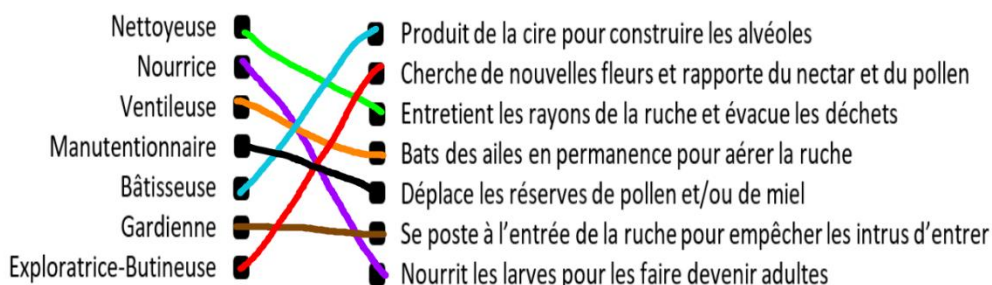 Nettoyeuse
Nourrice
Ventileuse
Manutentionnaire
Bâtisseuse
Gardienne
Exploratrice-Butineuse
Produit de la cire pour construire les alvéoles
Cherche de nouvelles fleurs et rapporte du nectar et du pollen
Entretient les rayons de la ruche et évacue les déchets
Bats des ailes en permanence pour aérer la ruche
Déplace les réserves de pollen et/ou de miel
Se poste à l’entrée de la ruche pour empêcher les intrus d’entrer
Nourrit les larves pour les faire devenir adultes